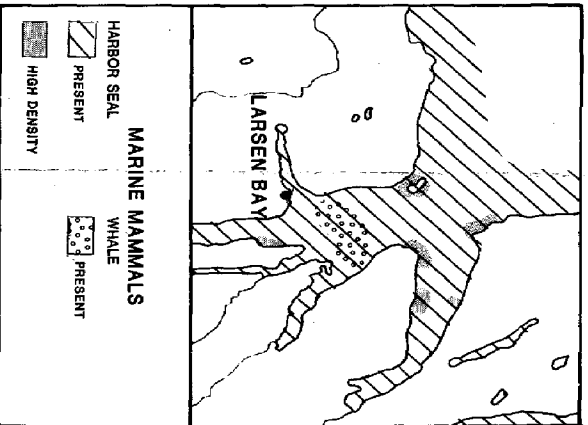 LARSEN BAY
MARINE MAMMALS
HARBOR SEAL
PRESENT
HIGH DENSITY
WHALE
PRESENT